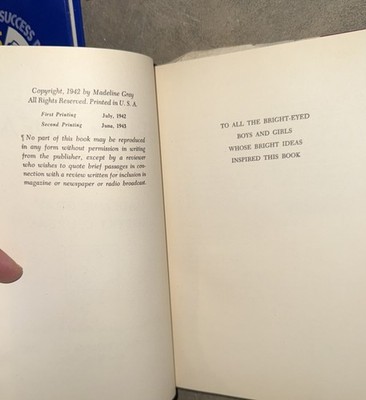 SUCCESS
Copyright, 1942 by Madeline Gray
All Rights Reserved. Printed in U. S. A.
First Printing July, 1942
Second Printing June, 1943
¶ No part of this book may be reproduced
in any form without permission in writing
from the publisher, except by a reviewer
who wishes to quote brief passages in con-
nection with a review written for inclusion in
magazine or newspaper or radio broadcast.
TO ALL THE BRIGHT-EYED
BOYS AND GIRLS
WHOSE BRIGHT IDEAS
INSPIRED THIS BOOK